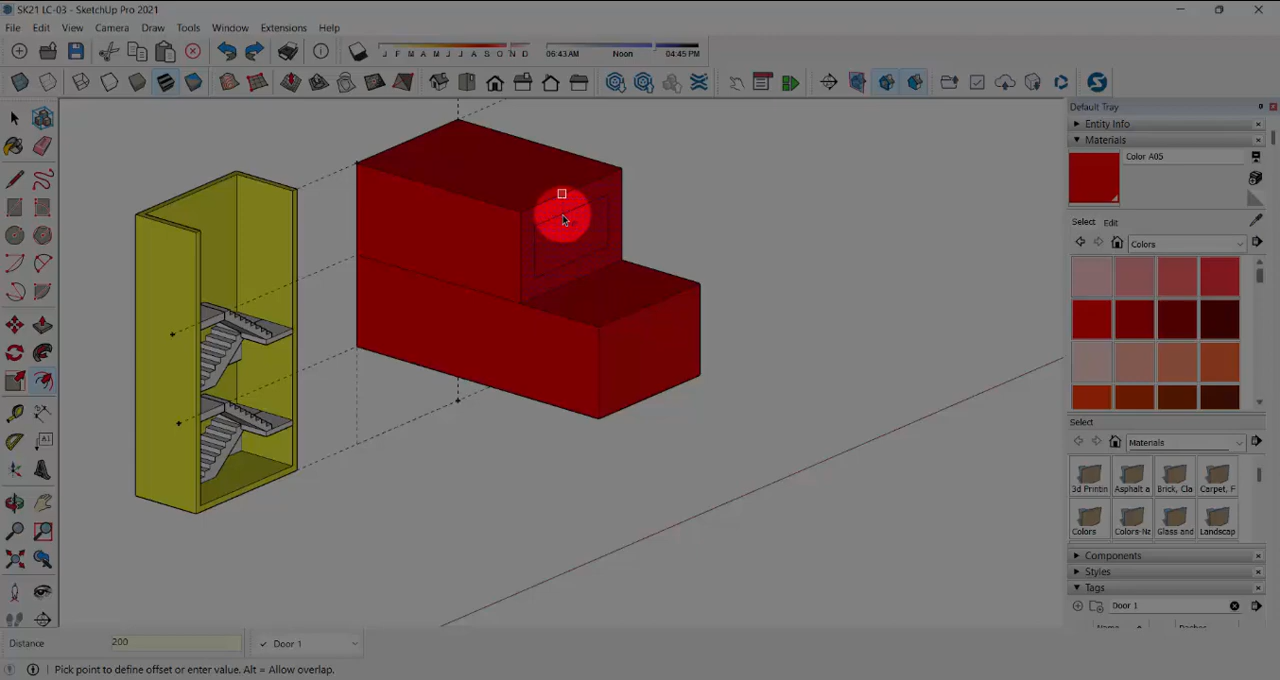 SK21 LC-03 - SketchUp Pro 2021
File Edit View Camera Draw Tools Window Extensions Help
J F M A M J J A S O N D 06:43 AM Noon 04:45 PM
Default Tray
Entity Info
Materials
Color A05
Select Edit
Colors
Select
Materials
3d Printin Asphalt a Brick, Cla Carpet, F
Colors Colors-Nz Glass and Landscap
Components
Styles
Tags
Door 1
Distance 200 Door 1
Pick point to define offset or enter value. Alt = Allow overlap.